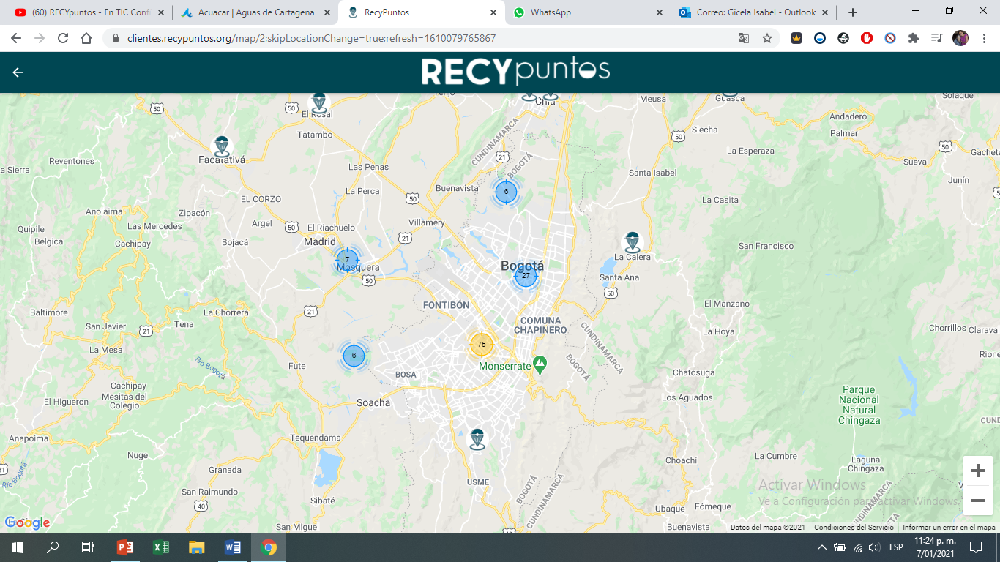 (60) RECYpuntos - En TIC Confi
Acuacar | Aguas de Cartagena
RecyPuntos
WhatsApp
Correo: Gicela Isabel - Outlook
clientes.recypuntos.org/map/2;skipLocationChange=true;refresh=1610079765867
RECYpuntos
Chía
Guasca
Meusa
Solaque
50
50
El Rosal
Andadero
Siecha
50
Palmar
Tatambo
CUNDINAMARCA
50
Gacheta
Facatativá
21
Reventones
La Esperaza
Sueva
a Sierra
Las Penas
BOGOTÁ
Santa Isabel
Junín
Buenavista
6
La Perca
50
EL CORZO
La Casita
Anolaima
Zipacón
Villamery
Argel
50
Las Mercedes
El Riachuelo
Quipile
21
Belgica
Cachipay
Bojacá
Madrid
San Francisco
7
La Calera
Mosquera
Bogotá
27
50
Santa Ana
50
FONTIBÓN
El Manzano
Baltimore
La Chorrera
21
San Javier
Tena
COMUNA
CHAPINERO
21
CUNDINAMARCA
La Hoya
Chorrillos
Claraval
75
La Mesa
6
Río Bogotá
Fute
Monserrate
BOGOTÁ
Chatosuga
BOSA
Cachipay
Mesitas del
Colegio
Parque
Nacional
Natural
Chingaza
El Higueron
Soacha
Los Aguados
Anapoima
Tequendama
Nuge
La Cumbre
Choachí
Laguna
Chingaza
21
Río Bogotá
Granada
USME
BOGOTÁ
CUNDINAMARCA
San Raimundo
40
Sibaté
Activar Windows
Ve a Configuración para activar Windows.
Ubaque
Fómeque
San Miguel
Buenavista
CUNDINAMARCA
Google
Datos del mapa ©2021
Condiciones del Servicio
Informar un error en el mapa
ESP
11:24 p. m.
7/01/2021